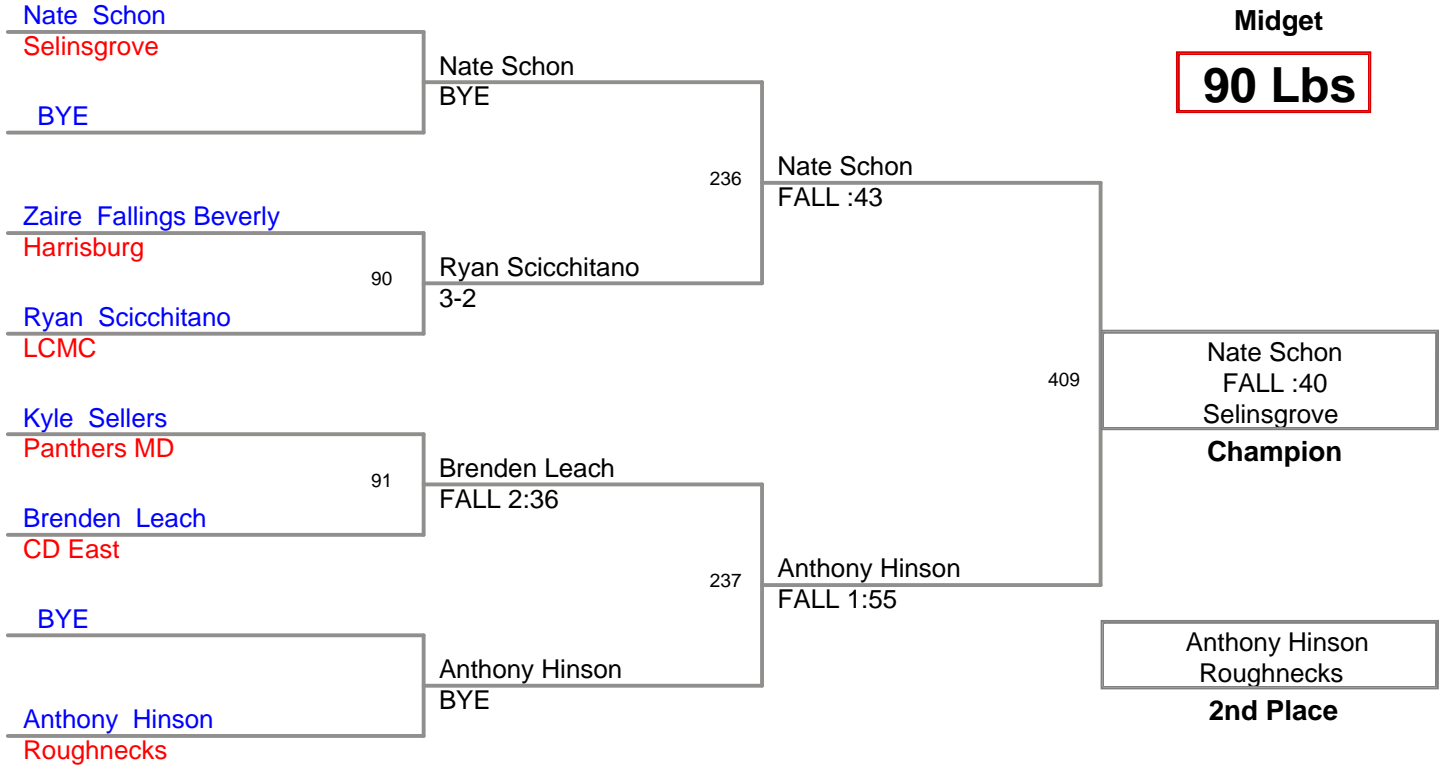 Nate Schon
Selinsgrove
BYE
Zaire Fallings Beverly
Harrisburg
Ryan Scicchitano
LCMC
Kyle Sellers
Panthers MD
Brenden Leach
CD East
BYE
Anthony Hinson
Roughnecks
Nate Schon
BYE
90
Ryan Scicchitano
3-2
91
Brenden Leach
FALL 2:36
Anthony Hinson
BYE
236
Nate Schon
FALL :43
237
Anthony Hinson
FALL 1:55
409
Midget
90 Lbs
Nate Schon
FALL :40
Selinsgrove
Champion
Anthony Hinson
Roughnecks
2nd Place